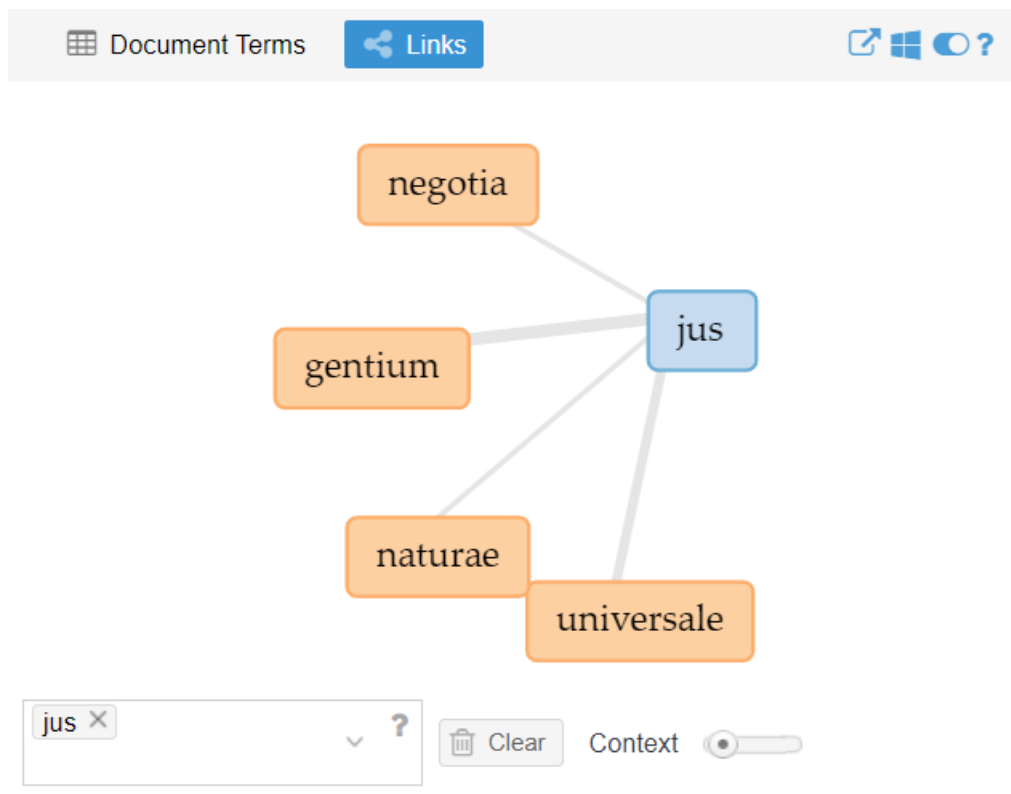 Document Terms Links ?
negotia
jus
gentium
naturae
universale
jus ? Clear Context